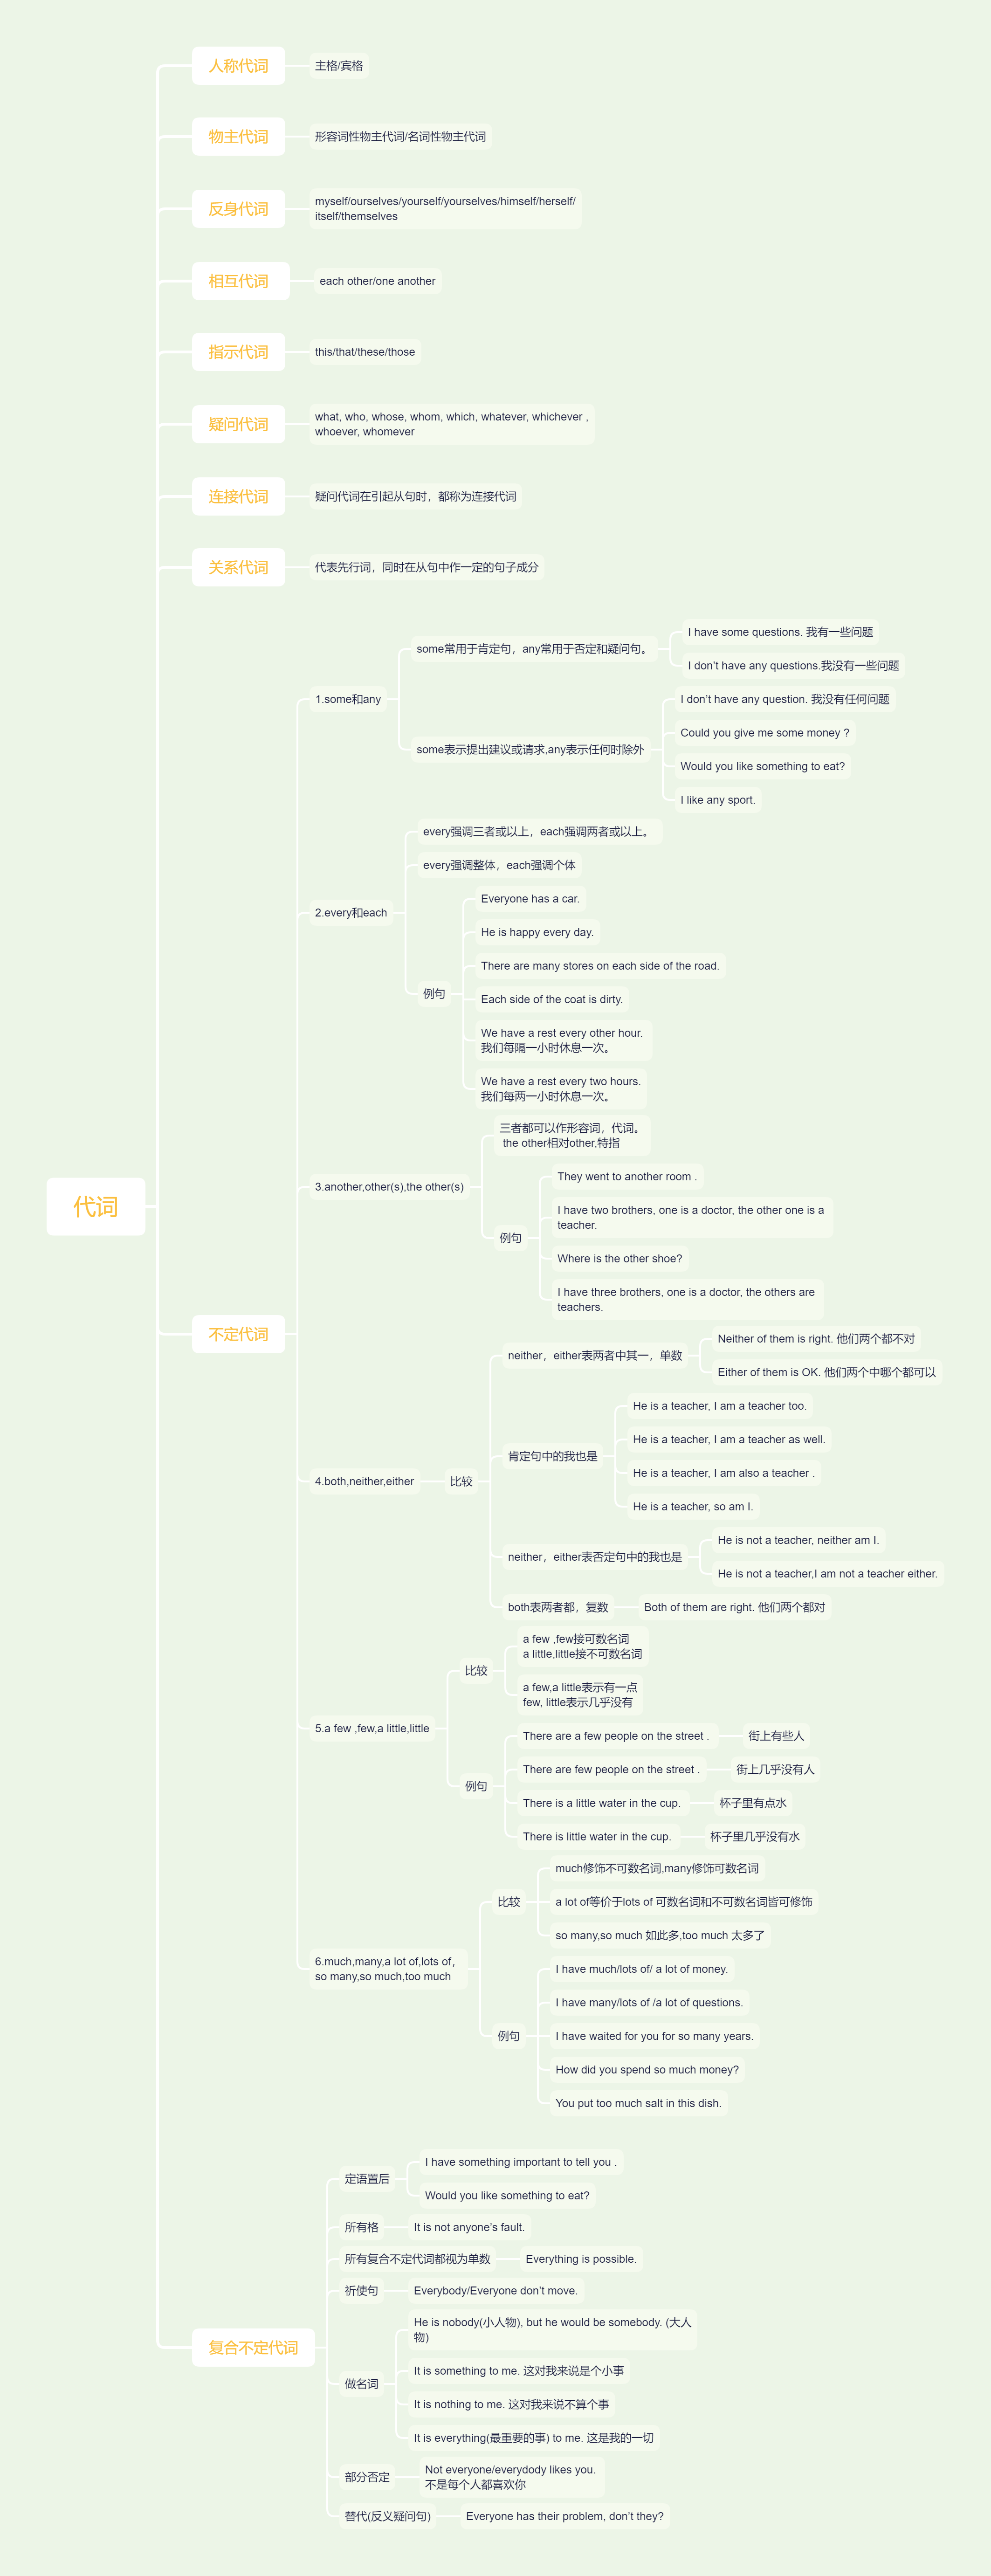 代词
人称代词
主格/宾格
物主代词
形容词性物主代词/名词性物主代词
反身代词
myself/ourselves/yourself/yourselves/himself/herself/
itself/themselves
相互代词
each other/one another
指示代词
this/that/these/those
疑问代词
what, who, whose, whom, which, whatever, whichever ,
whoever, whomever
连接代词
疑问代词在引起从句时，都称为连接代词
关系代词
代表先行词，同时在从句中作一定的句子成分
不定代词
1.some和any
some常用于肯定句，any常用于否定和疑问句。
I have some questions. 我有一些问题
I don't have any questions.我没有一些问题
some表示提出建议或请求,any表示任何时除外
I don't have any question. 我没有任何问题
Could you give me some money ?
Would you like something to eat?
I like any sport.
2.every和each
every强调三者或以上，each强调两者或以上。
every强调整体，each强调个体
例句
Everyone has a car.
He is happy every day.
There are many stores on each side of the road.
Each side of the coat is dirty.
We have a rest every other hour.
我们每隔一小时休息一次。
We have a rest every two hours.
我们每两一小时休息一次。
3.another,other(s),the other(s)
三者都可以作形容词，代词。
the other相对other,特指
例句
They went to another room .
I have two brothers, one is a doctor, the other one is a
teacher.
Where is the other shoe?
I have three brothers, one is a doctor, the others are
teachers.
4.both,neither,either
比较
neither，either表两者中其一，单数
Neither of them is right. 他们两个都不对
Either of them is OK. 他们两个中哪个都可以
肯定句中的我也是
He is a teacher, I am a teacher too.
He is a teacher, I am a teacher as well.
He is a teacher, I am also a teacher .
He is a teacher, so am I.
neither，either表否定句中的我也是
He is not a teacher, neither am I.
He is not a teacher,I am not a teacher either.
both表两者都，复数
Both of them are right. 他们两个都对
5.a few ,few,a little,little
比较
a few ,few接可数名词
a little,little接不可数名词
a few,a little表示有一点
few, little表示几乎没有
例句
There are a few people on the street .
街上有些人
There are few people on the street .
街上几乎没有人
There is a little water in the cup.
杯子里有点水
There is little water in the cup.
杯子里几乎没有水
6.much,many,a lot of,lots of，
so many,so much,too much
比较
much修饰不可数名词,many修饰可数名词
a lot of等价于lots of 可数名词和不可数名词皆可修饰
so many,so much 如此多,too much 太多了
例句
I have much/lots of/ a lot of money.
I have many/lots of /a lot of questions.
I have waited for you for so many years.
How did you spend so much money?
You put too much salt in this dish.
复合不定代词
定语置后
I have something important to tell you .
Would you like something to eat?
所有格
It is not anyone's fault.
所有复合不定代词都视为单数
Everything is possible.
祈使句
Everybody/Everyone don't move.
做名词
He is nobody(小人物), but he would be somebody. (大人
物)
It is something to me. 这对我来说是个小事
It is nothing to me. 这对我来说不算个事
It is everything(最重要的事) to me. 这是我的一切
部分否定
Not everyone/everydody likes you.
不是每个人都喜欢你
替代(反义疑问句)
Everyone has their problem, don't they?